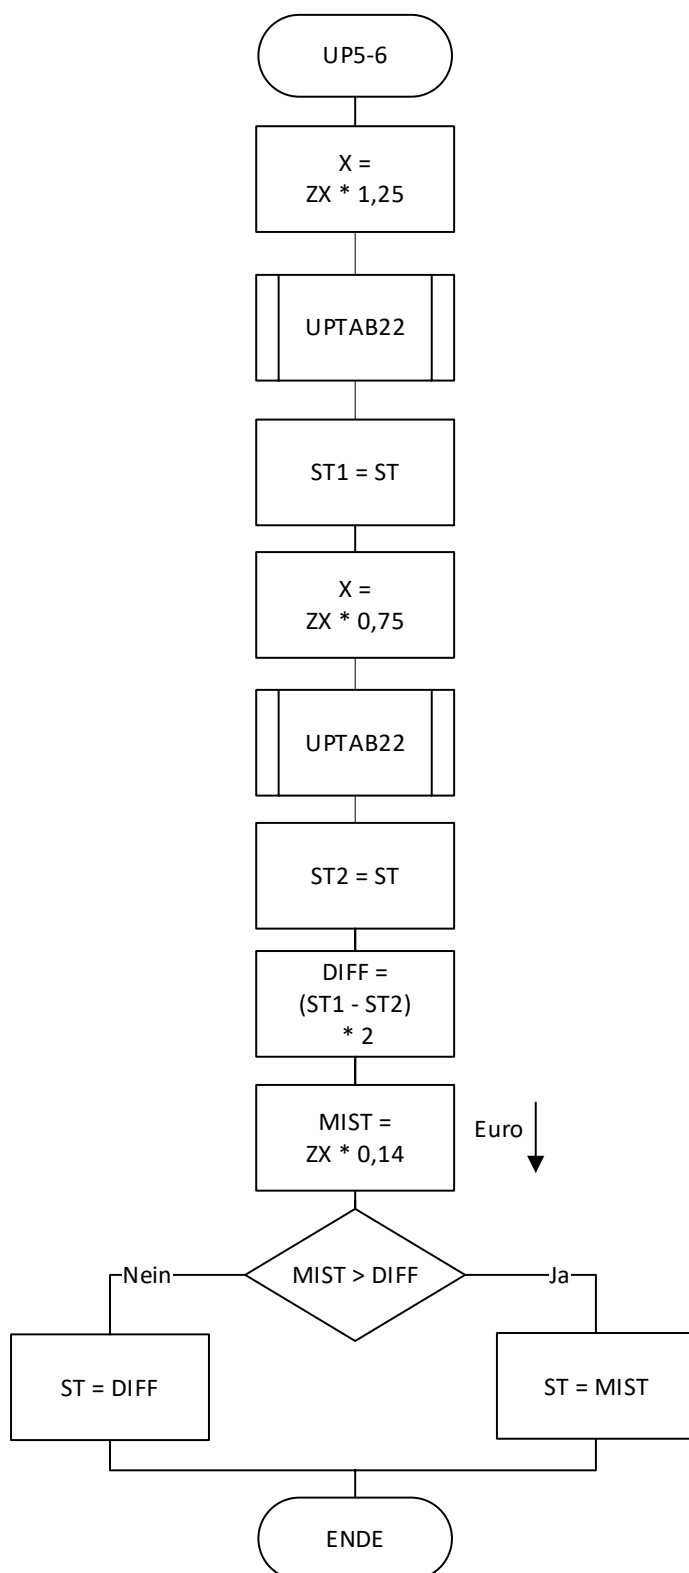 UP5-6
X =
ZX * 1,25
UPTAB22
ST1 = ST
X =
ZX * 0,75
UPTAB22
ST2 = ST
DIFF =
(ST1 - ST2)
* 2
MIST =
ZX * 0,14
Euro
MIST > DIFF
Nein
Ja
ST = DIFF
ST = MIST
ENDE